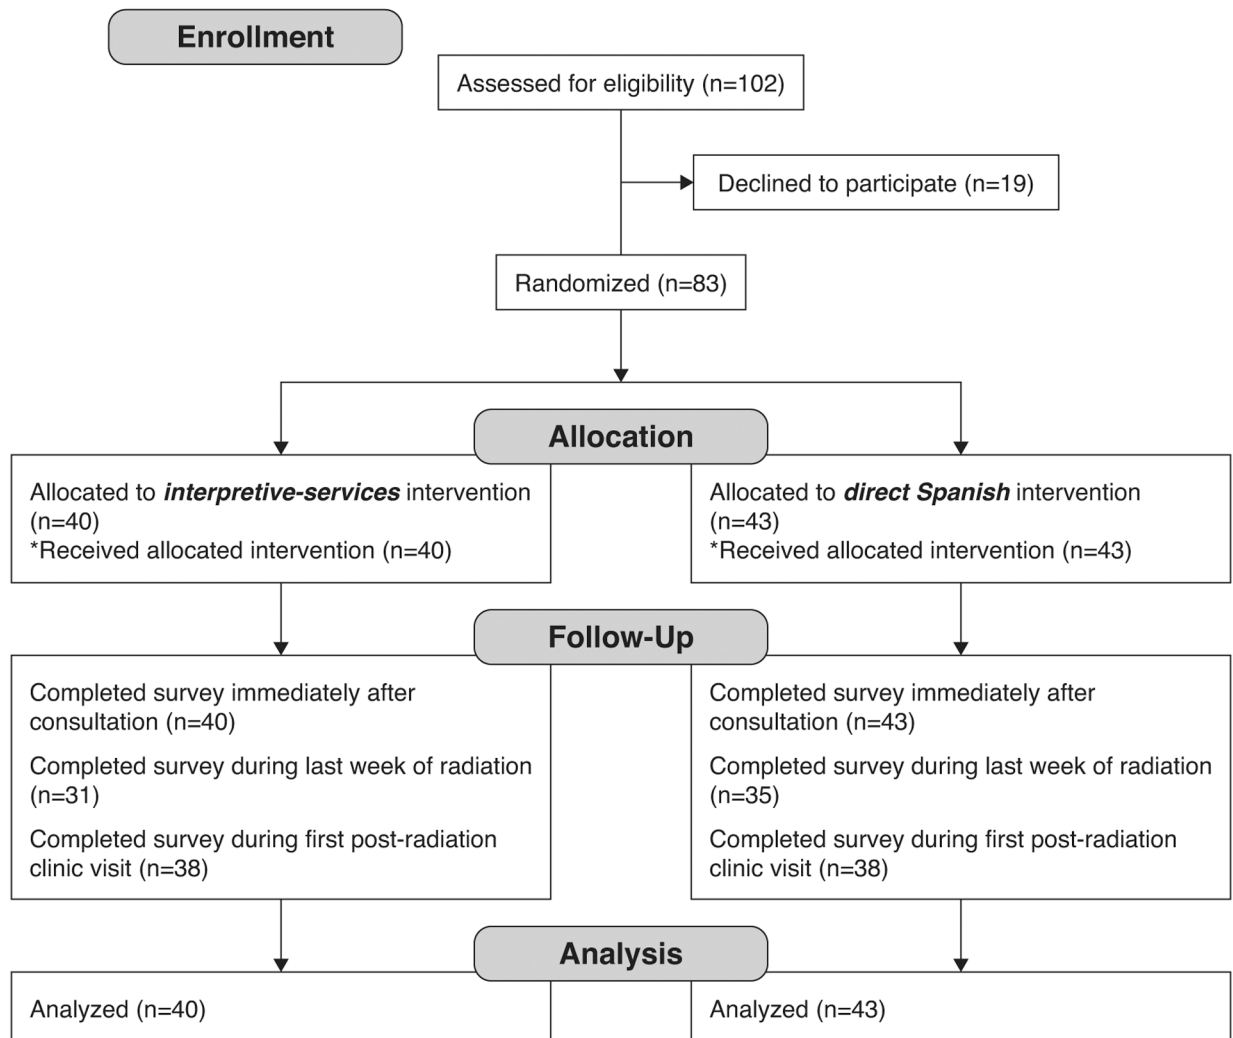 Enrollment
Assessed for eligibility (n=102)
Declined to participate (n=19)
Randomized (n=83)
Allocation
Allocated to interpretive-services intervention
(n=40)
*Received allocated intervention (n=40)
Allocated to direct Spanish intervention
(n=43)
*Received allocated intervention (n=43)
Follow-Up
Completed survey immediately after
consultation (n=40)
Completed survey during last week of radiation
(n=31)
Completed survey during first post-radiation
clinic visit (n=38)
Completed survey immediately after
consultation (n=43)
Completed survey during last week of radiation
(n=35)
Completed survey during first post-radiation
clinic visit (n=38)
Analysis
Analyzed (n=40)
Analyzed (n=43)